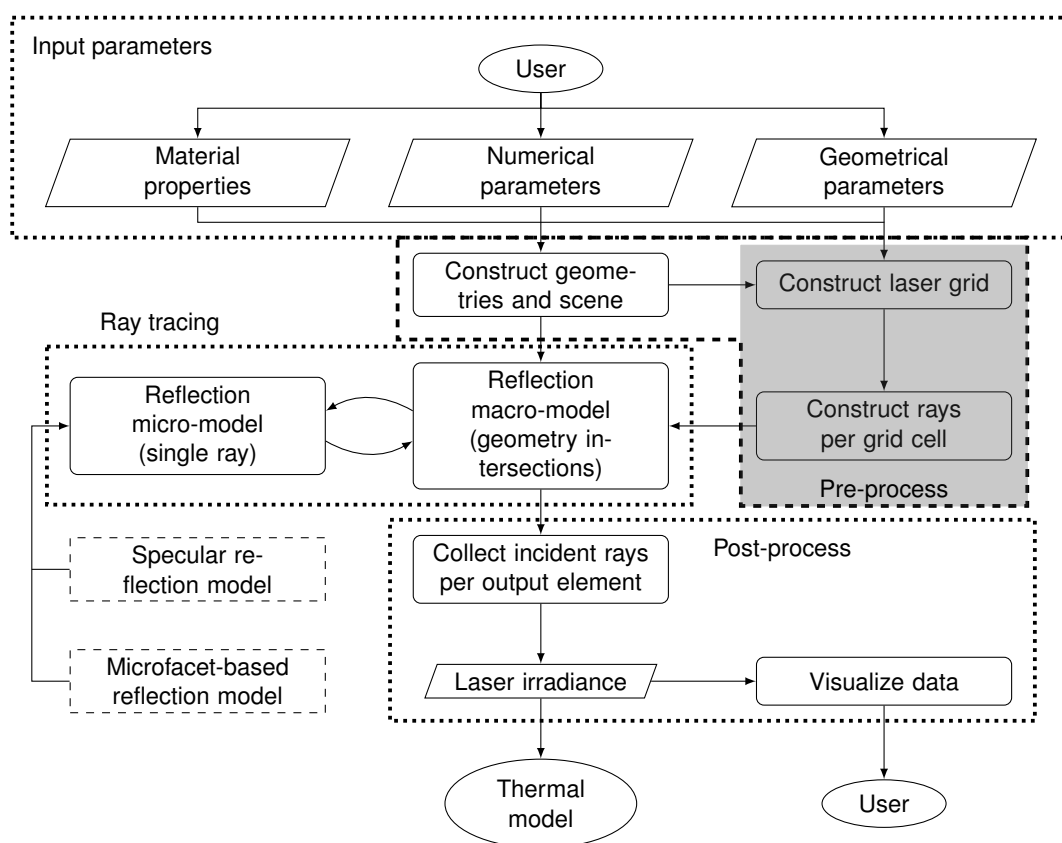 Input parameters
User
Material
properties
Numerical
parameters
Geometrical
parameters
Construct geome-
tries and scene
Construct laser grid
Ray tracing
Reflection
micro-model
(single ray)
Reflection
macro-model
(geometry in-
tersections)
Construct rays
per grid cell
Pre-process
Specular re-
flection model
Collect incident rays
per output element
Post-process
Microfacet-based
reflection model
Laser irradiance
Visualize data
Thermal
model
User